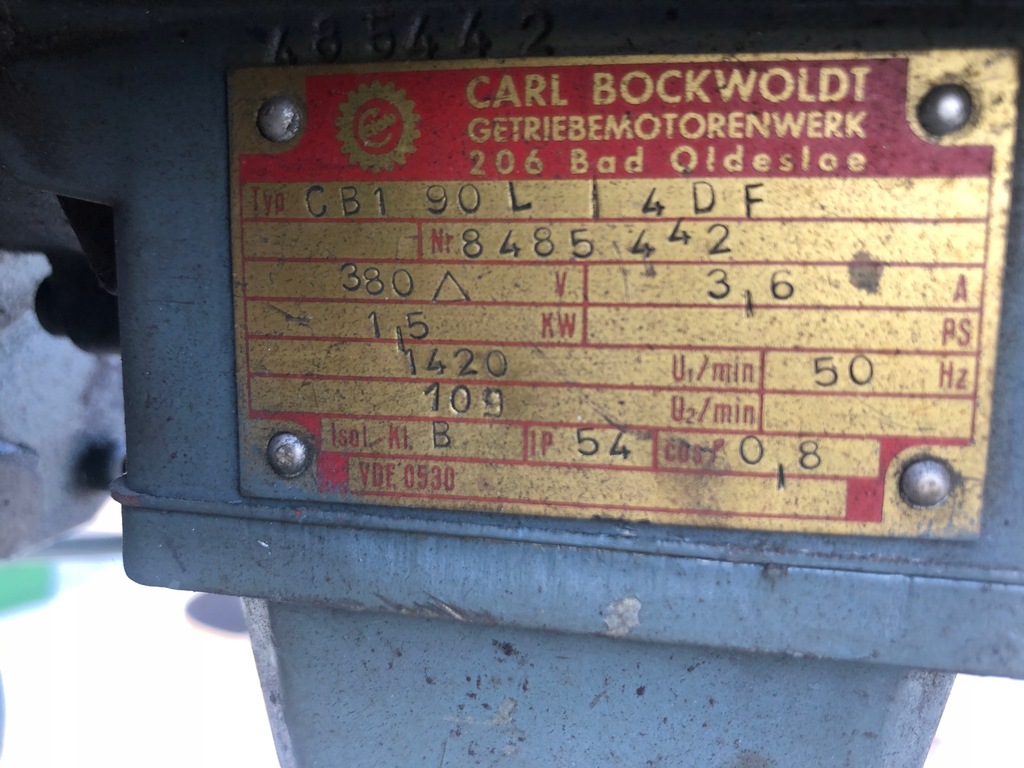 485442
CARL BOCKWOLDT
GETRIEBEMOTORENWERK
206 Bad Oldesloe
Typ CB1 90 L 4 D F
Nr 8485 442
380 △ V 3,6 A
1,5 KW PS
1420 U₁/min 50 Hz
109 U₂/min
Isol. Kl. B IP 54 cos φ 0,8
VDE 0530